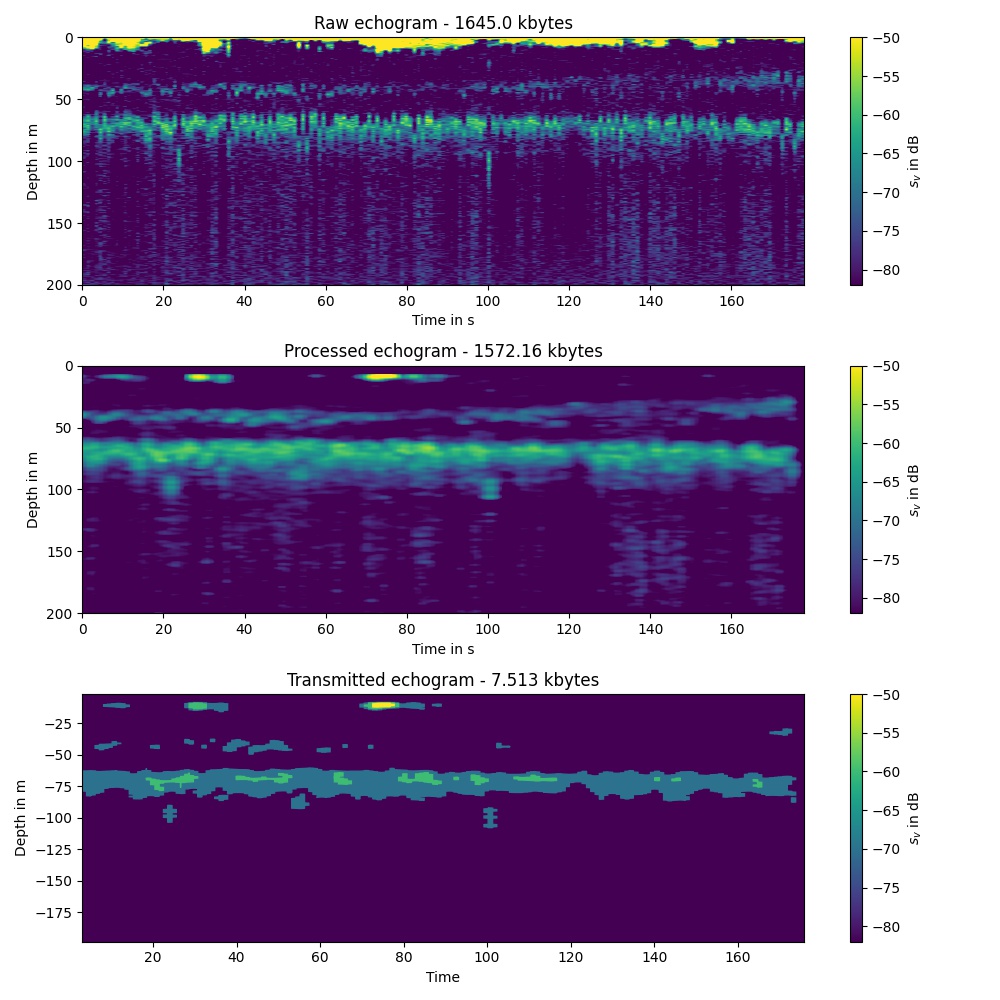 Raw echogram - 1645.0 kbytes
0
50
100
150
200
Depth in m
0 20 40 60 80 100 120 140 160
Time in s
−50
−55
−60
−65
−70
−75
−80
sv in dB
Processed echogram - 1572.16 kbytes
0
50
100
150
200
Depth in m
0 20 40 60 80 100 120 140 160
Time in s
−50
−55
−60
−65
−70
−75
−80
sv in dB
Transmitted echogram - 7.513 kbytes
−25
−50
−75
−100
−125
−150
−175
Depth in m
20 40 60 80 100 120 140 160
Time
−50
−55
−60
−65
−70
−75
−80
sv in dB